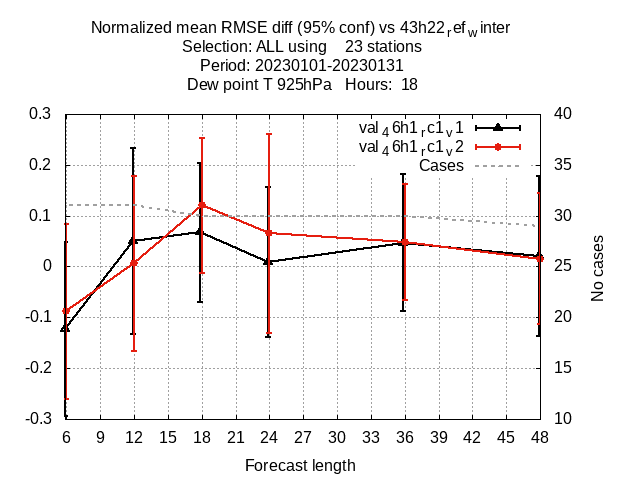 Normalized mean RMSE diff (95% conf) vs 43h22refwinter
Selection: ALL using 23 stations
Period: 20230101-20230131
Dew point T 925hPa Hours: 18
val46h1rc1v1
val46h1rc1v2
Cases
0.3
0.2
0.1
0
-0.1
-0.2
-0.3
40
35
30
25
20
15
10
No cases
6 9 12 15 18 21 24 27 30 33 36 39 42 45 48
Forecast length